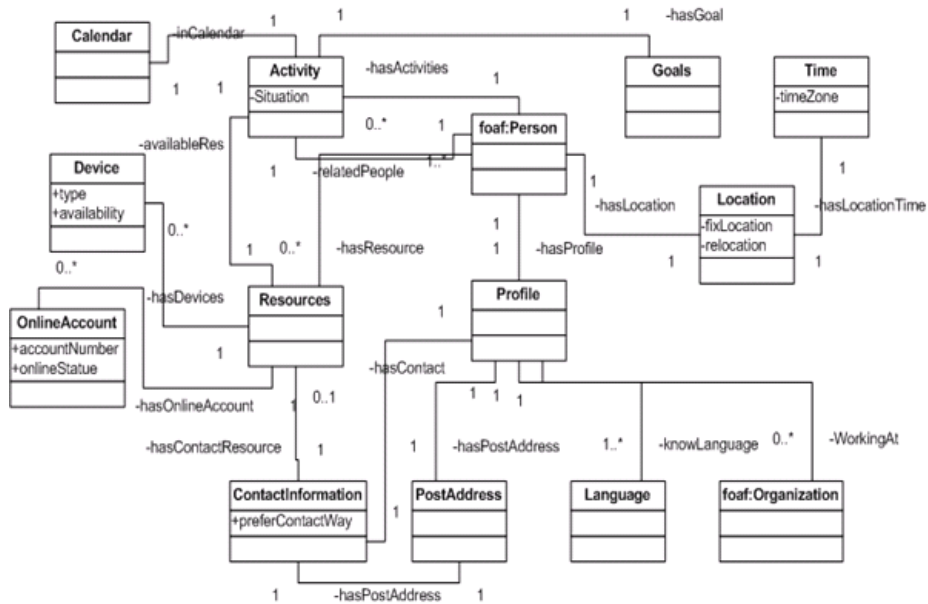 1
1
-hasGoal
Calendar
-inCalendar
1
Activity
-hasActivities
Goals
Time
-Situation
1
1
1
-timeZone
0..*
1
foaf:Person
-availableRes
1..*
-relatedPeople
Device
1
1
1
+type
+availability
-hasLocation
Location
-hasLocationTime
0..*
1
-fixLocation
-relocation
1
0..*
-hasResource
1
-hasProfile
0..*
1
1
1
-hasDevices
Resources
Profile
OnlineAccount
1
+accountNumber
+onlineStatue
1
-hasContact
-hasOnlineAccount
1
0..1
1
1
1
-hasContactResource
1
1
-hasPostAddress
1..*
-knowLanguage
0..*
-WorkingAt
ContactInformation
PostAddress
Language
foaf:Organization
+preferContactWay
1
1
-hasPostAddress
1